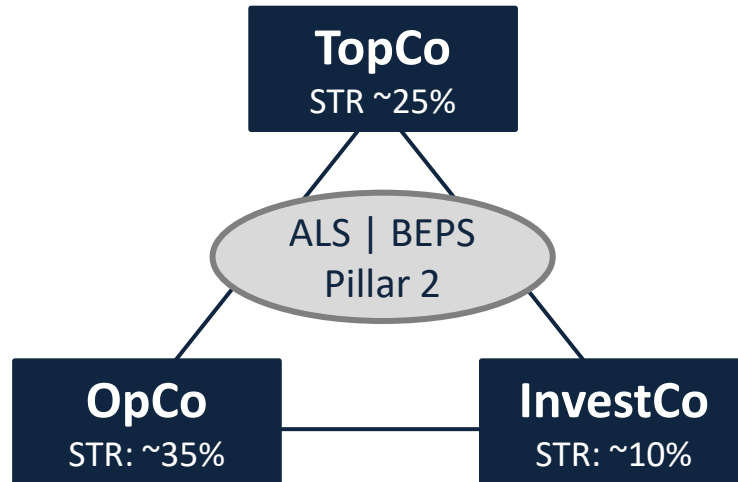 TopCo
STR ~25%
ALS | BEPS
Pillar 2
OpCo
STR: ~35%
InvestCo
STR: ~10%